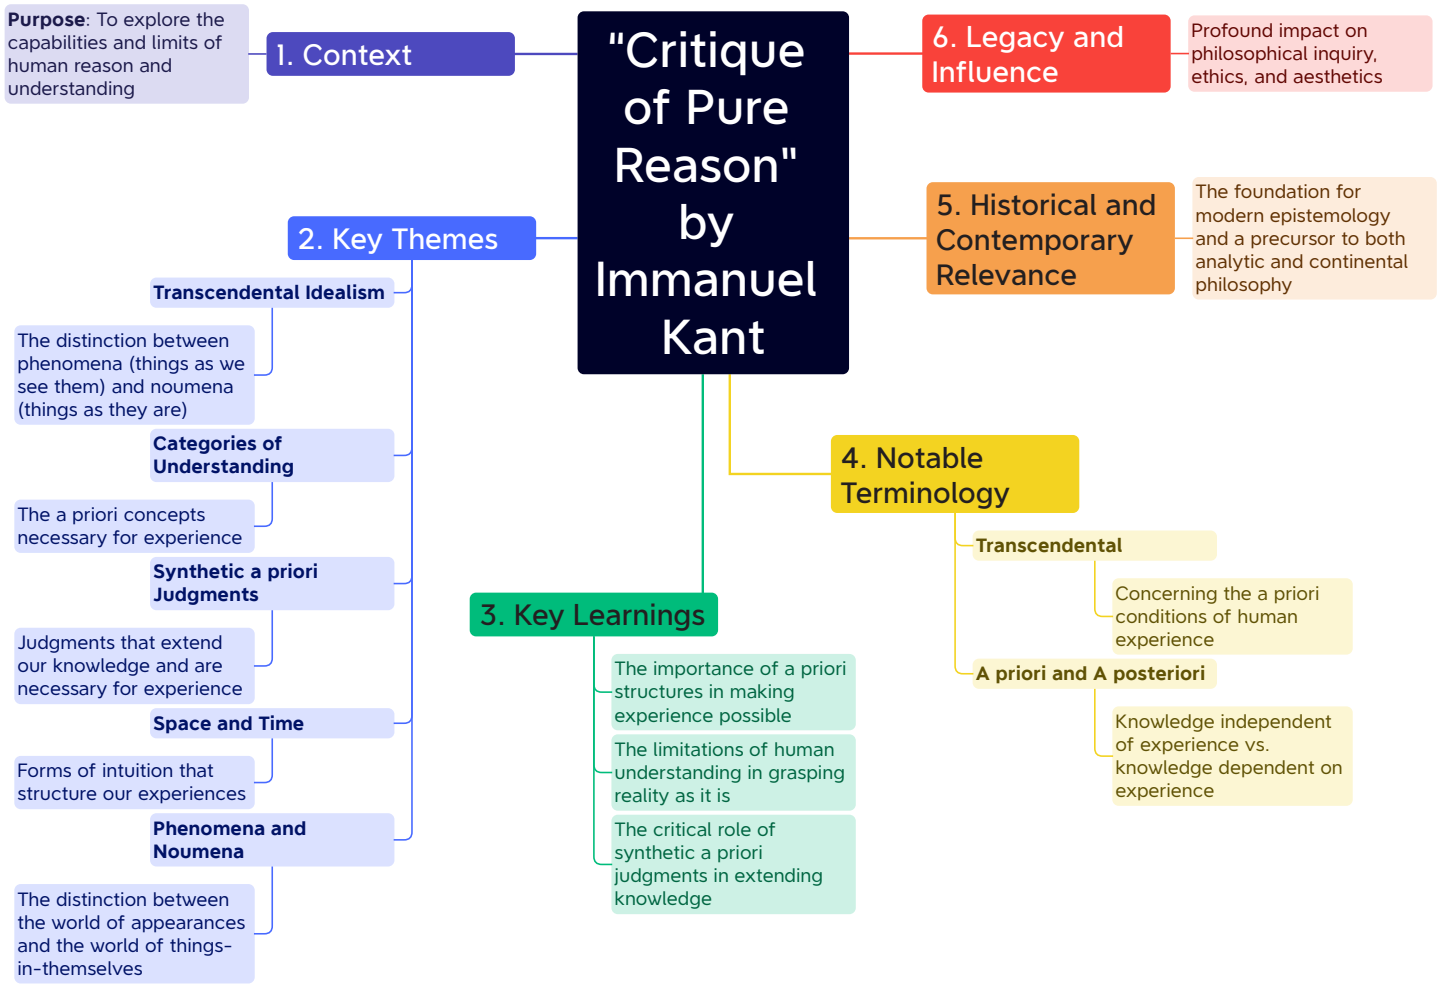 "Critique
of Pure
Reason"
by
Immanuel
Kant
1. Context
Purpose: To explore the
capabilities and limits of
human reason and
understanding
2. Key Themes
Transcendental Idealism
The distinction between
phenomena (things as we
see them) and noumena
(things as they are)
Categories of
Understanding
The a priori concepts
necessary for experience
Synthetic a priori
Judgments
Judgments that extend
our knowledge and are
necessary for experience
Space and Time
Forms of intuition that
structure our experiences
Phenomena and
Noumena
The distinction between
the world of appearances
and the world of things-
in-themselves
3. Key Learnings
The importance of a priori
structures in making
experience possible
The limitations of human
understanding in grasping
reality as it is
The critical role of
synthetic a priori
judgments in extending
knowledge
4. Notable
Terminology
Transcendental
Concerning the a priori
conditions of human
experience
A priori and A posteriori
Knowledge independent
of experience vs.
knowledge dependent on
experience
5. Historical and
Contemporary
Relevance
The foundation for
modern epistemology
and a precursor to both
analytic and continental
philosophy
6. Legacy and
Influence
Profound impact on
philosophical inquiry,
ethics, and aesthetics